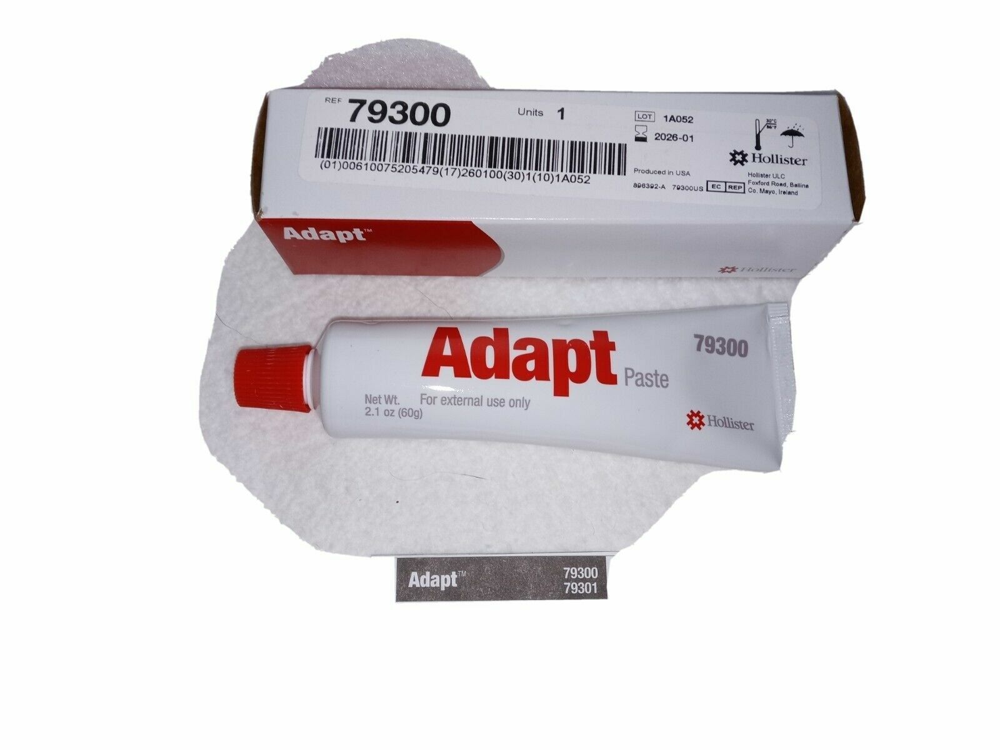 REF 79300 Units 1
LOT 1A052
2026-01
30°C
86°F
(01)00610075205479(17)260100(30)1(10)1A052
Hollister
Produced in USA
896392-A 79300US EC REP
Hollister ULC
Foxford Road, Ballina
Co. Mayo, Ireland
Adapt™
Hollister
Adapt Paste
79300
Net Wt.
2.1 oz (60g)
For external use only
Hollister
Adapt™
79300
79301